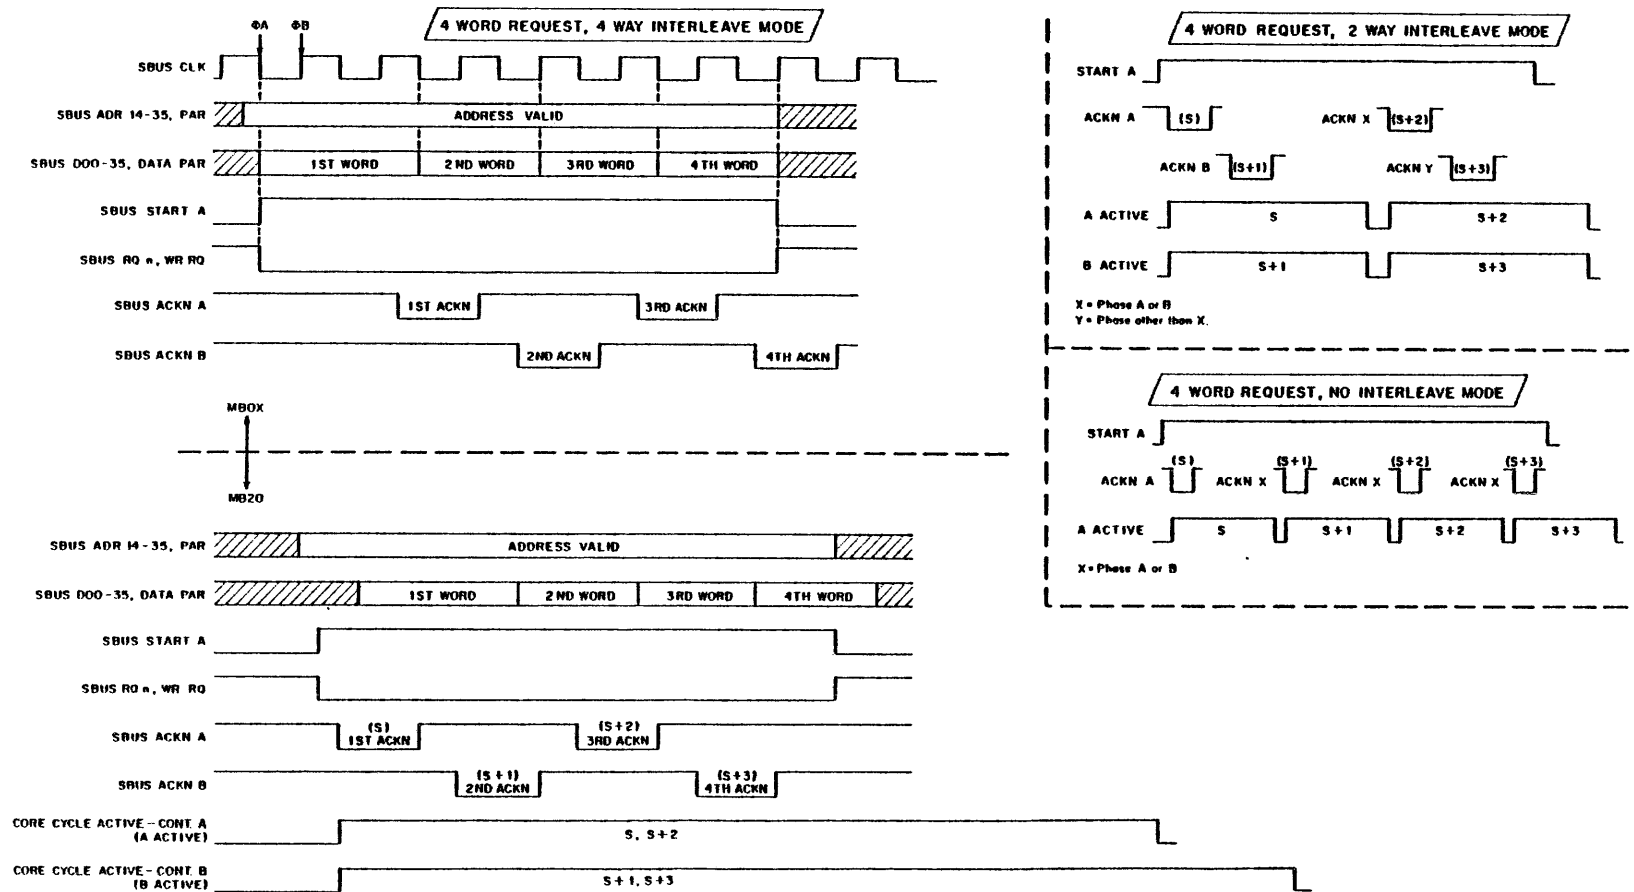 ΦA ΦB
4 WORD REQUEST, 4 WAY INTERLEAVE MODE
SBUS CLK
SBUS ADR 14-35, PAR
ADDRESS VALID
SBUS D00-35, DATA PAR
1ST WORD 2ND WORD 3RD WORD 4TH WORD
SBUS START A
SBUS RQ n, WR RQ
SBUS ACKN A
1ST ACKN 3RD ACKN
SBUS ACKN B
2ND ACKN 4TH ACKN
MBOX
MB20
SBUS ADR 14-35, PAR
ADDRESS VALID
SBUS D00-35, DATA PAR
1ST WORD 2ND WORD 3RD WORD 4TH WORD
SBUS START A
SBUS RQ n, WR RQ
SBUS ACKN A
(S) (S+2)
1ST ACKN 3RD ACKN
SBUS ACKN B
(S+1) (S+3)
2ND ACKN 4TH ACKN
CORE CYCLE ACTIVE-CONT. A
(A ACTIVE)
S, S+2
CORE CYCLE ACTIVE-CONT. B
(B ACTIVE)
S+1, S+3
4 WORD REQUEST, 2 WAY INTERLEAVE MODE
START A
ACKN A (S) ACKN X (S+2)
ACKN B (S+1) ACKN Y (S+3)
A ACTIVE S S+2
B ACTIVE S+1 S+3
X = Phase A or B
Y = Phase other than X.
4 WORD REQUEST, NO INTERLEAVE MODE
START A
(S) (S+1) (S+2) (S+3)
ACKN A ACKN X ACKN X ACKN X
A ACTIVE S S+1 S+2 S+3
X = Phase A or B